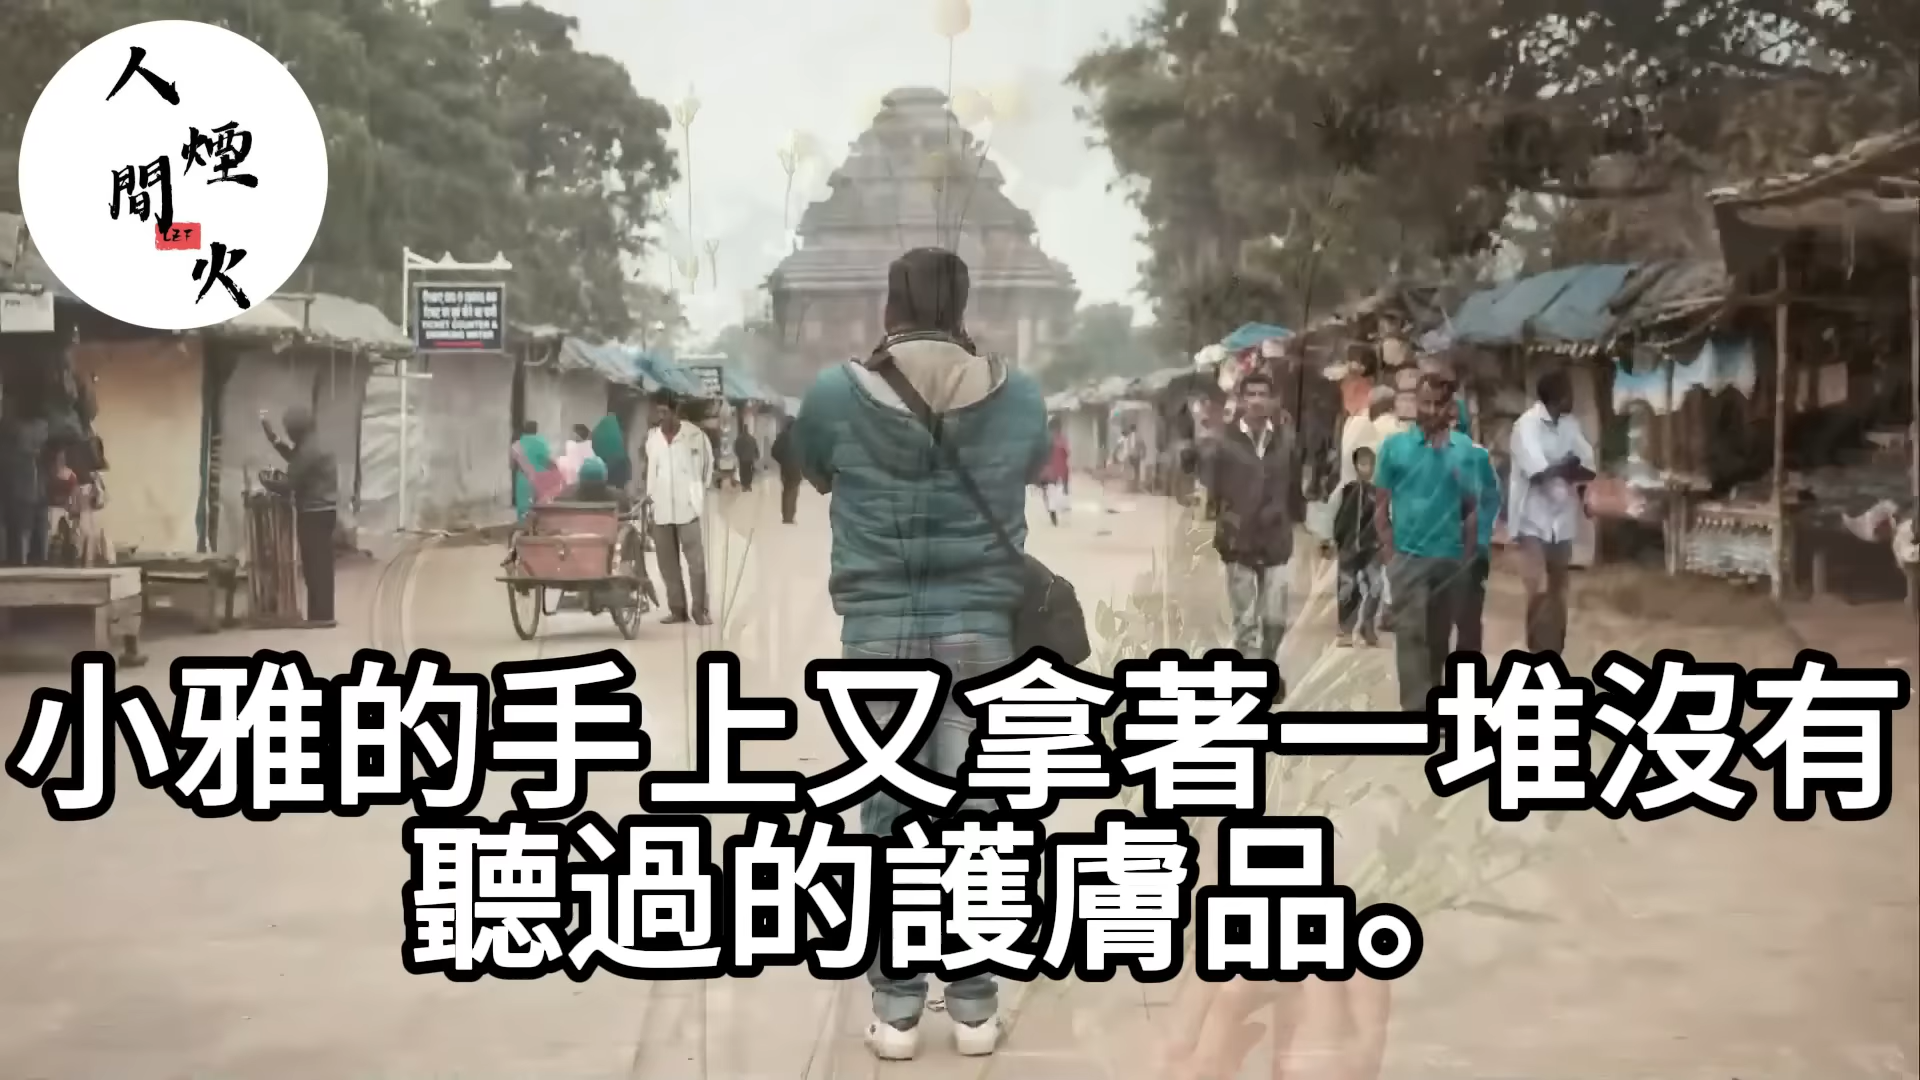 人間煙火
LZF
TICKET COUNTER &
小雅的手上又拿著一堆沒有
聽過的護膚品。